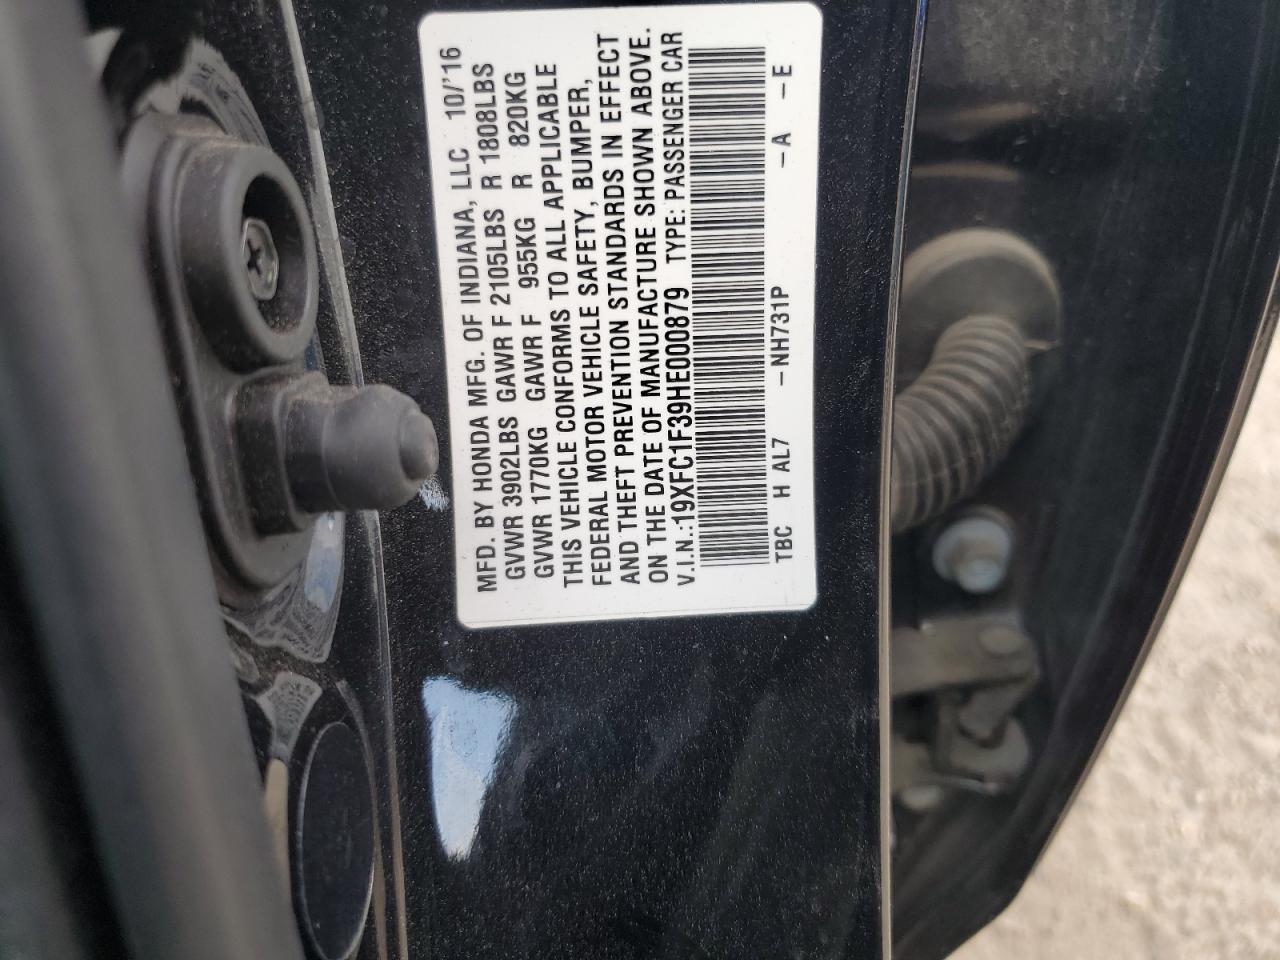 MFD. BY HONDA MFG. OF INDIANA, LLC 10/'16
GVWR 3902LBS GAWR F 2105LBS R 1808LBS
GVWR 1770KG GAWR F 955KG R 820KG
THIS VEHICLE CONFORMS TO ALL APPLICABLE
FEDERAL MOTOR VEHICLE SAFETY, BUMPER,
AND THEFT PREVENTION STANDARDS IN EFFECT
ON THE DATE OF MANUFACTURE SHOWN ABOVE.
V.I.N.:19XFC1F39HE000879 TYPE: PASSENGER CAR
TBC H AL7 -NH731P -A -E